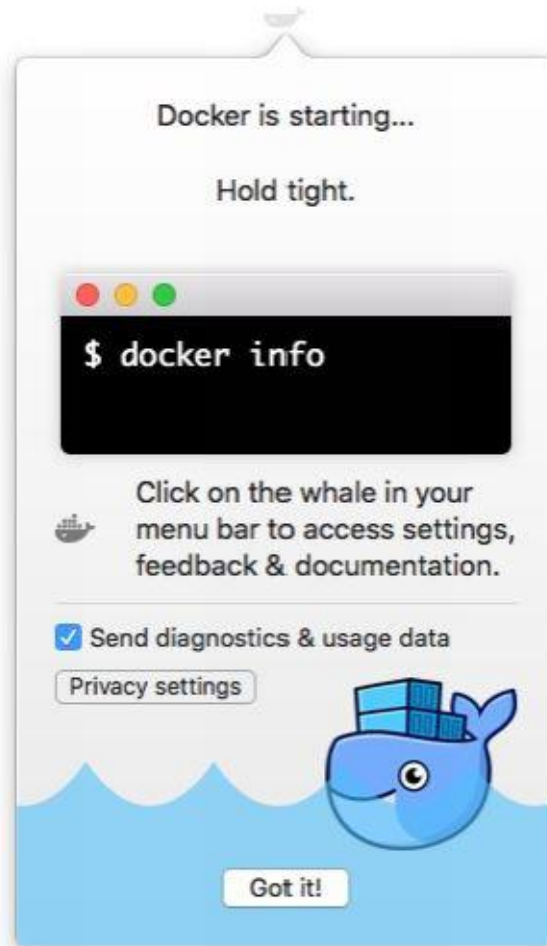 Docker is starting...
Hold tight.
$ docker info
Click on the whale in your
menu bar to access settings,
feedback & documentation.
Send diagnostics & usage data
Privacy settings
Got it!